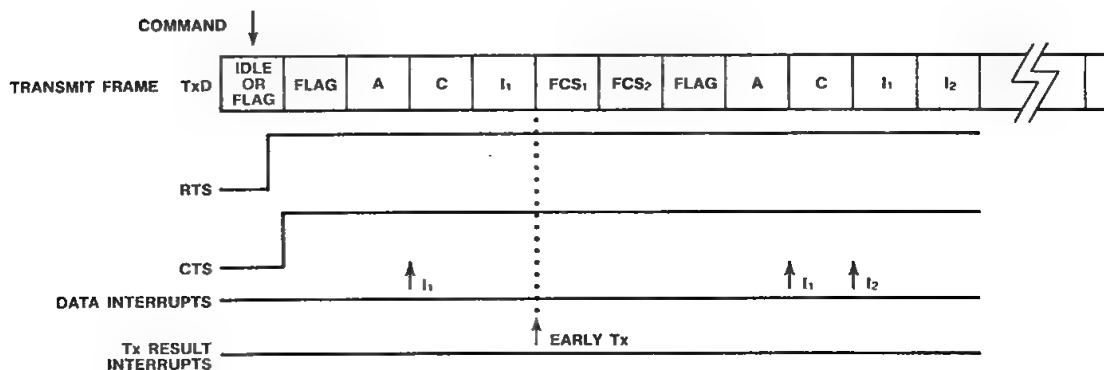 COMMAND
TRANSMIT FRAME TxD IDLE OR FLAG FLAG A C I₁ FCS₁ FCS₂ FLAG A C I₁ I₂
RTS
CTS
I₁ I₁ I₂
DATA INTERRUPTS
EARLY Tx
Tx RESULT
INTERRUPTS